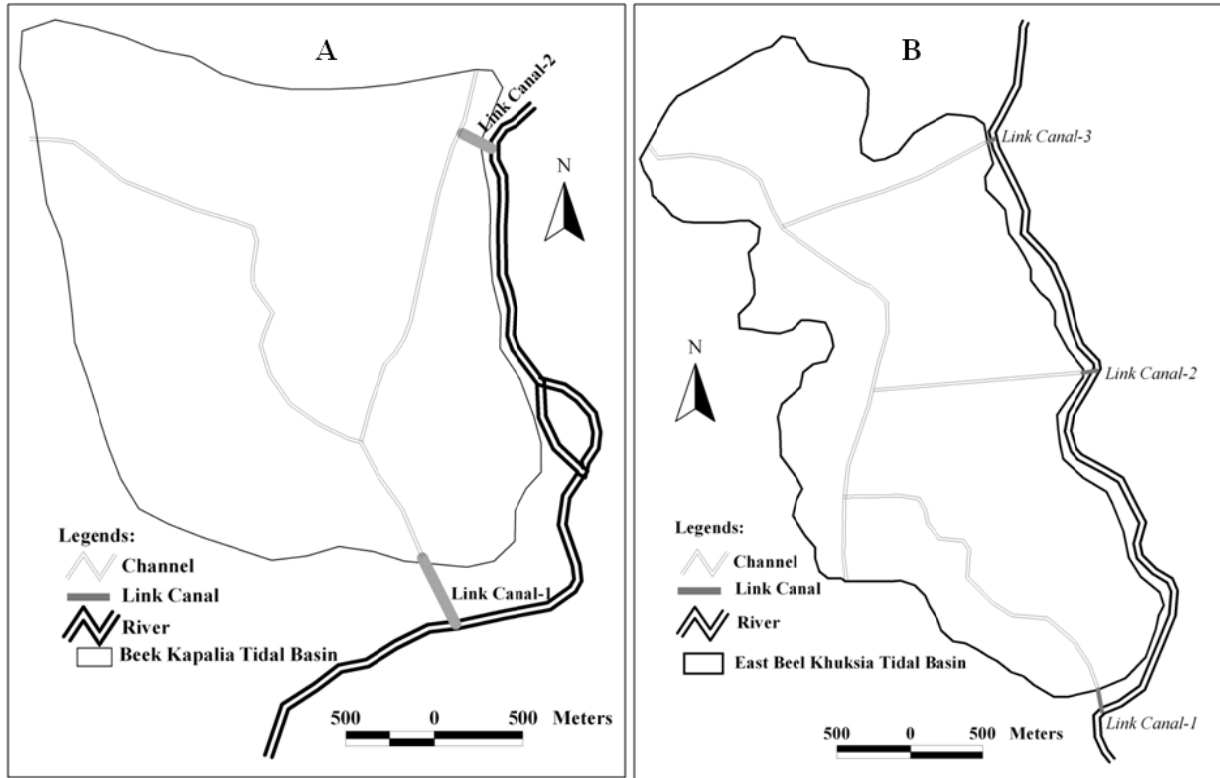 A
Link Canal-2
N
Legends:
Channel
Link Canal
River
Beek Kapalia Tidal Basin
Link Canal-1
500 0 500 Meters
B
Link Canal-3
N
Link Canal-2
Legends:
Channel
Link Canal
River
East Beel Khuksia Tidal Basin
Link Canal-1
500 0 500 Meters